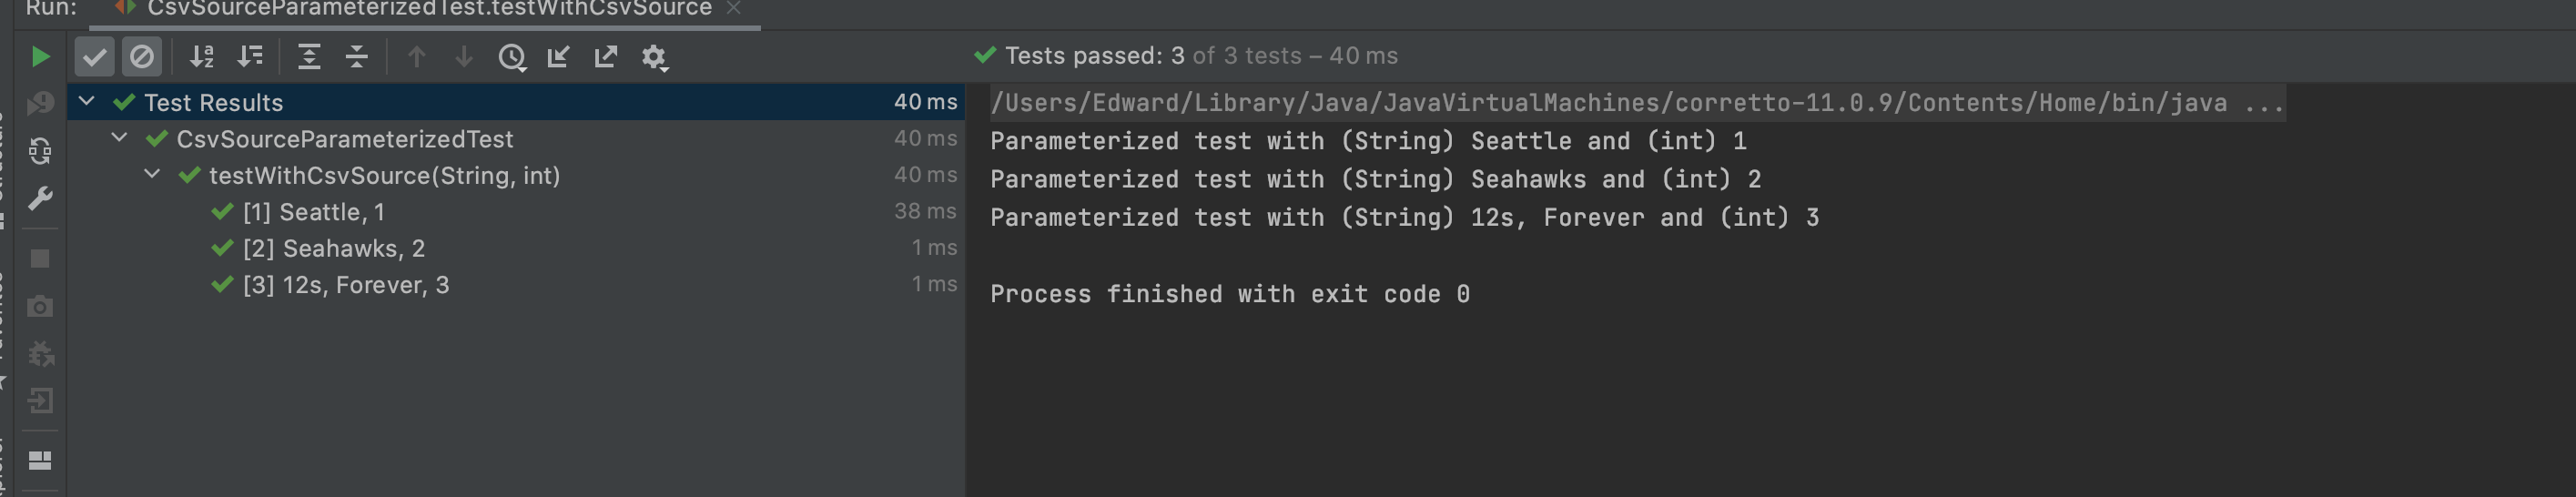 Run: CsvSourceParameterizedTest.testWithCsvSource
Tests passed: 3 of 3 tests – 40 ms
Test Results 40 ms
CsvSourceParameterizedTest 40 ms
testWithCsvSource(String, int) 40 ms
[1] Seattle, 1 38 ms
[2] Seahawks, 2 1 ms
[3] 12s, Forever, 3 1 ms
/Users/Edward/Library/Java/JavaVirtualMachines/corretto-11.0.9/Contents/Home/bin/java ...
Parameterized test with (String) Seattle and (int) 1
Parameterized test with (String) Seahawks and (int) 2
Parameterized test with (String) 12s, Forever and (int) 3
Process finished with exit code 0